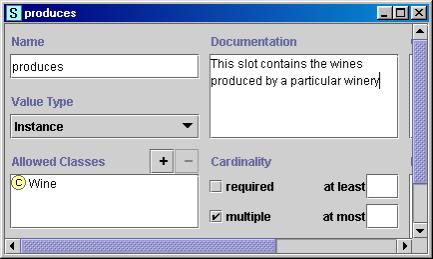 S produces
Name
Documentation
produces
This slot contains the wines
produced by a particular winery
Value Type
Instance
Allowed Classes
+
−
Cardinality
C Wine
required
at least
multiple
at most